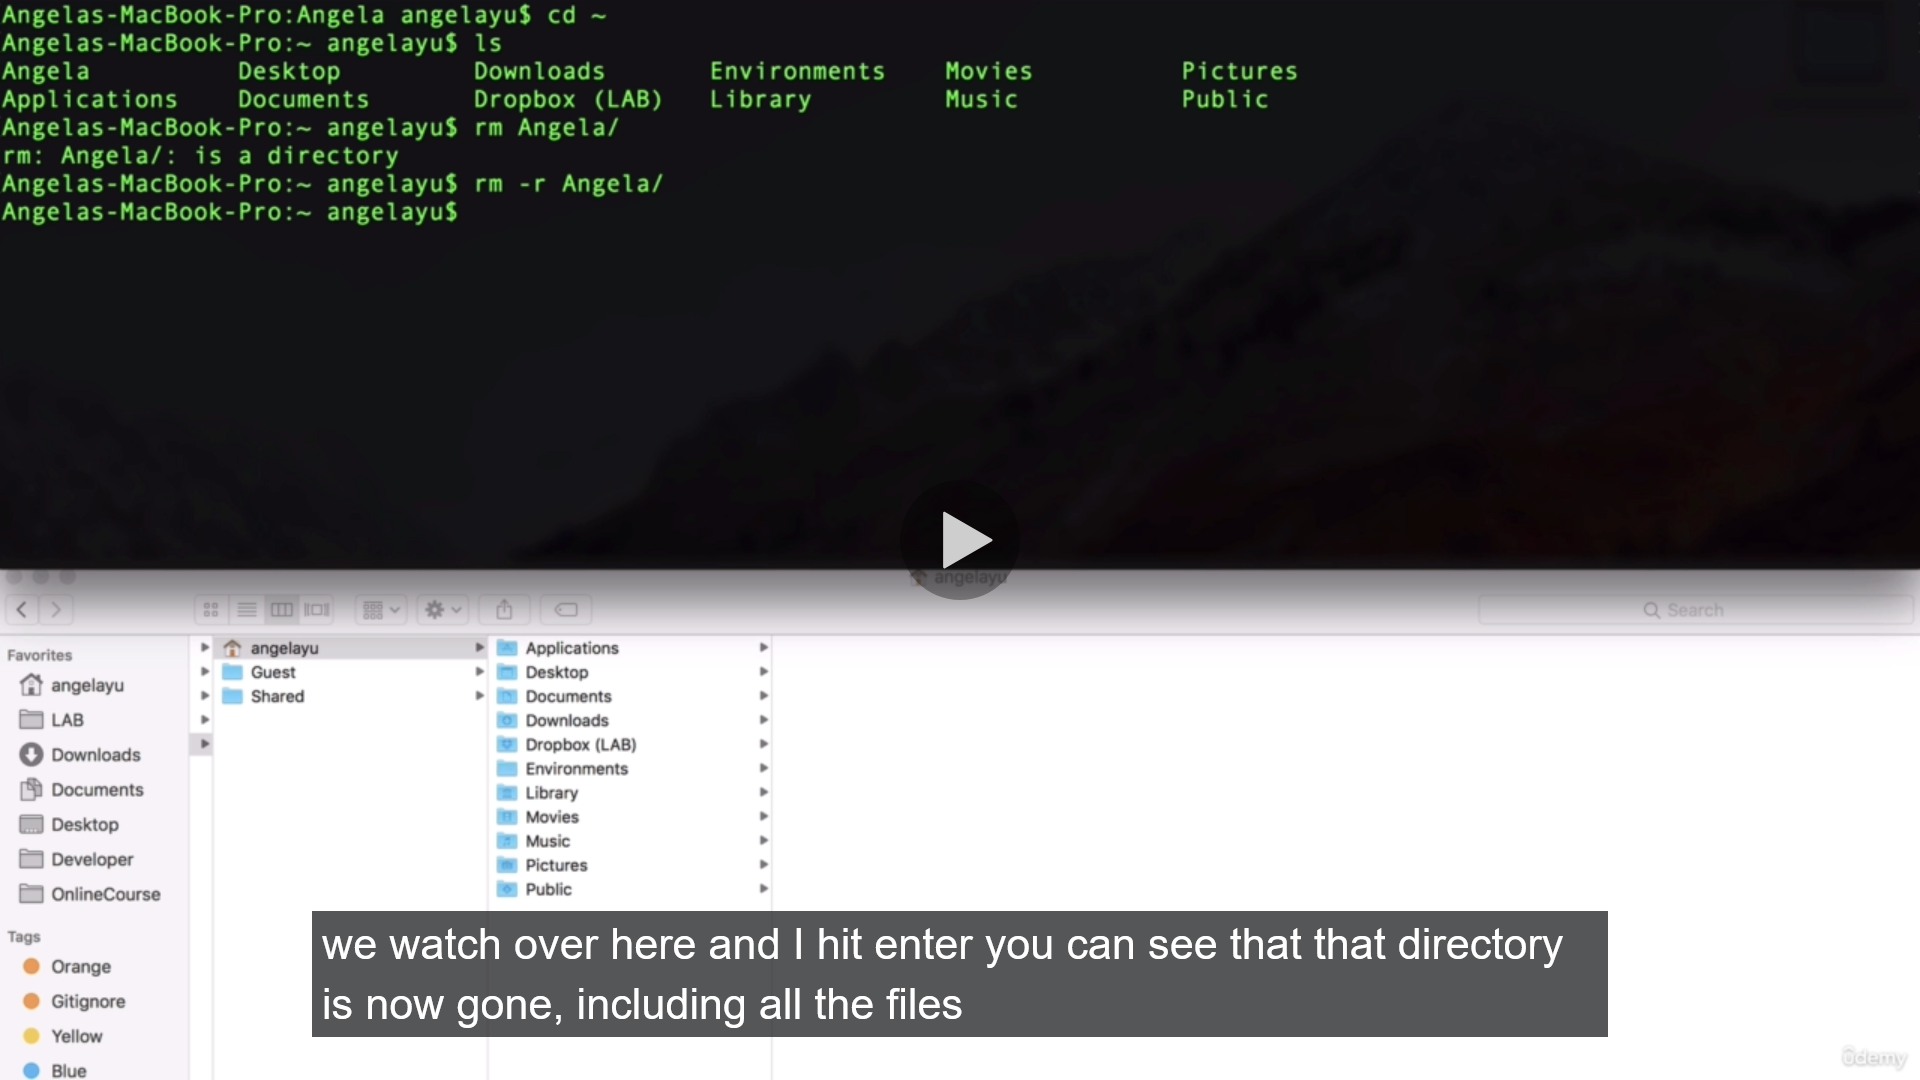 Angelas-MacBook-Pro:Angela angelayu$ cd ~
Angelas-MacBook-Pro:~ angelayu$ ls
Angela Desktop Downloads Environments Movies Pictures
Applications Documents Dropbox (LAB) Library Music Public
Angelas-MacBook-Pro:~ angelayu$ rm Angela/
rm: Angela/: is a directory
Angelas-MacBook-Pro:~ angelayu$ rm -r Angela/
Angelas-MacBook-Pro:~ angelayu$
angelayu
Search
Favorites
angelayu
LAB
Downloads
Documents
Desktop
Developer
OnlineCourse
Tags
Orange
Gitignore
Yellow
Blue
angelayu
Guest
Shared
Applications
Desktop
Documents
Downloads
Dropbox (LAB)
Environments
Library
Movies
Music
Pictures
Public
we watch over here and I hit enter you can see that that directory
is now gone, including all the files
ûdemy